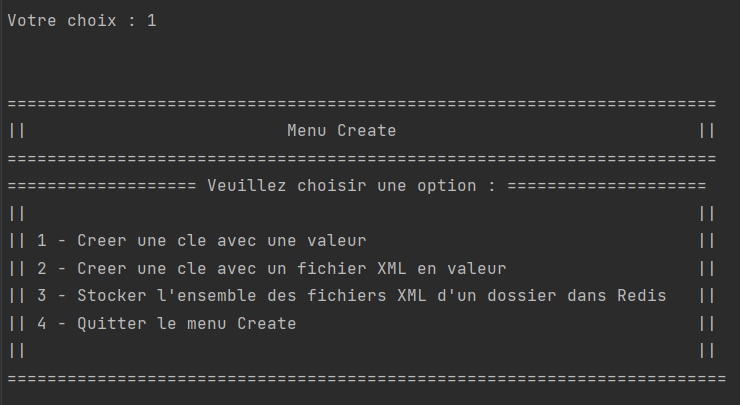 Votre choix : 1
=======================================================================
||                          Menu Create                              ||
=======================================================================
=================== Veuillez choisir une option : ====================
||                                                                   ||
|| 1 - Creer une cle avec une valeur                                 ||
|| 2 - Creer une cle avec un fichier XML en valeur                   ||
|| 3 - Stocker l'ensemble des fichiers XML d'un dossier dans Redis   ||
|| 4 - Quitter le menu Create                                        ||
||                                                                   ||
========================================================================